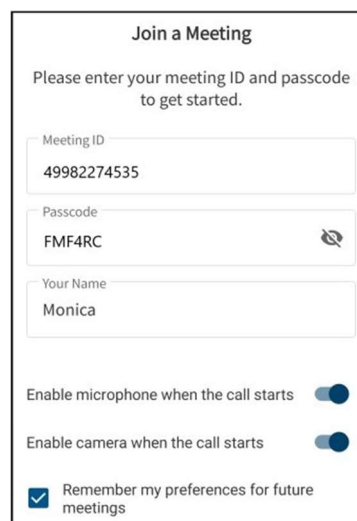 Join a Meeting
Please enter your meeting ID and passcode
to get started.
Meeting ID
49982274535
Passcode
FMF4RC
Your Name
Monica
Enable microphone when the call starts
Enable camera when the call starts
Remember my preferences for future
meetings